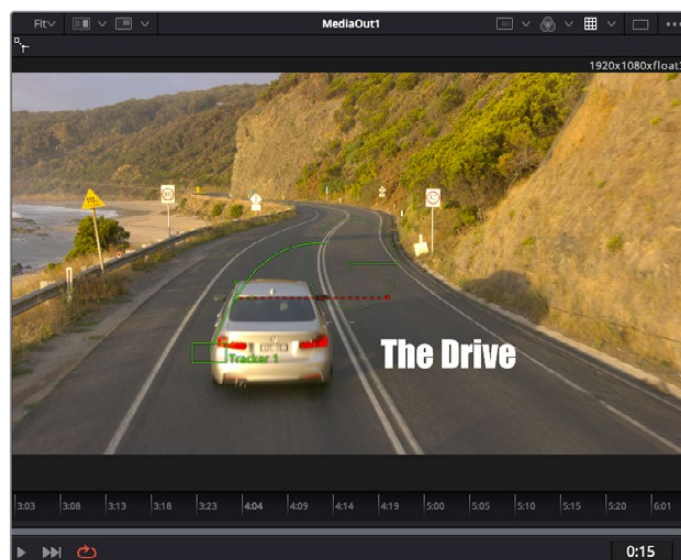 Fit
MediaOut1
1920x1080xfloat3
Tracker 1
The Drive
3:03 3:08 3:13 3:18 3:23 4:04 4:09 4:14 4:19 5:00 5:05 5:10 5:15 5:20 6:01
0:15